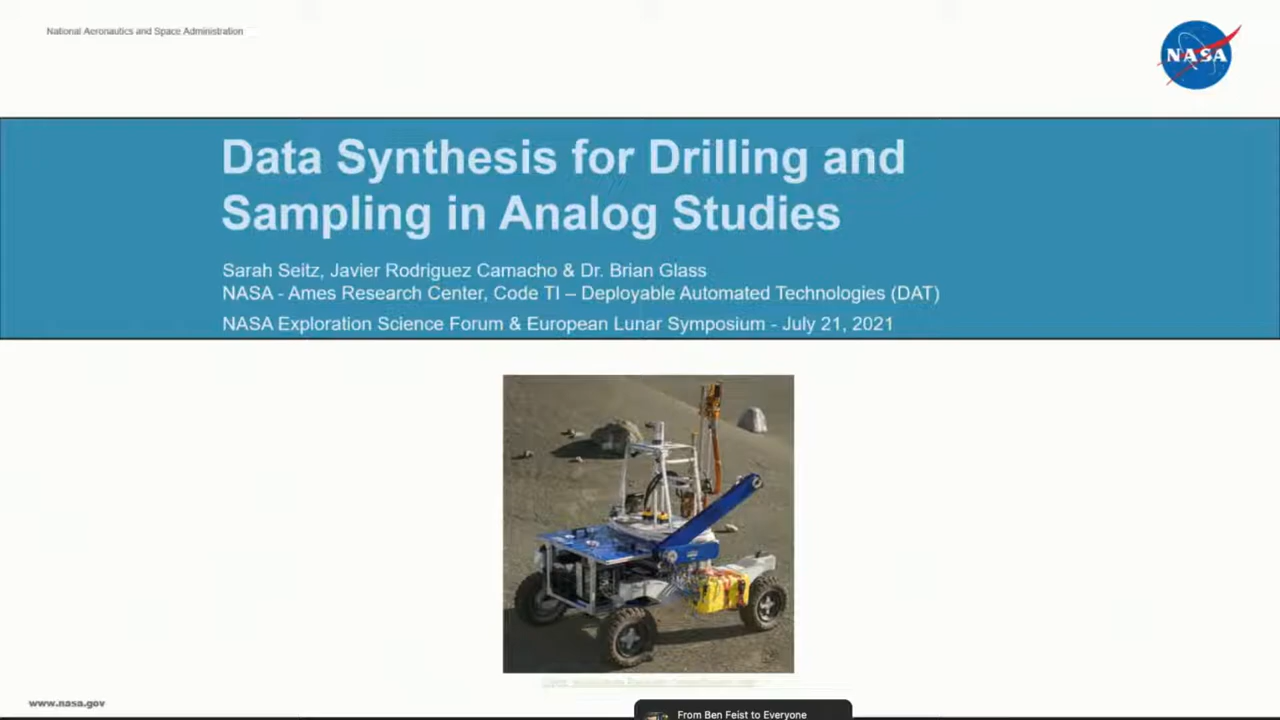 National Aeronautics and Space Administration
NASA
Data Synthesis for Drilling and
Sampling in Analog Studies
Sarah Seitz, Javier Rodriguez Camacho & Dr. Brian Glass
NASA - Ames Research Center, Code TI – Deployable Automated Technologies (DAT)
NASA Exploration Science Forum & European Lunar Symposium - July 21, 2021
www.nasa.gov
From Ben Feist to Everyone